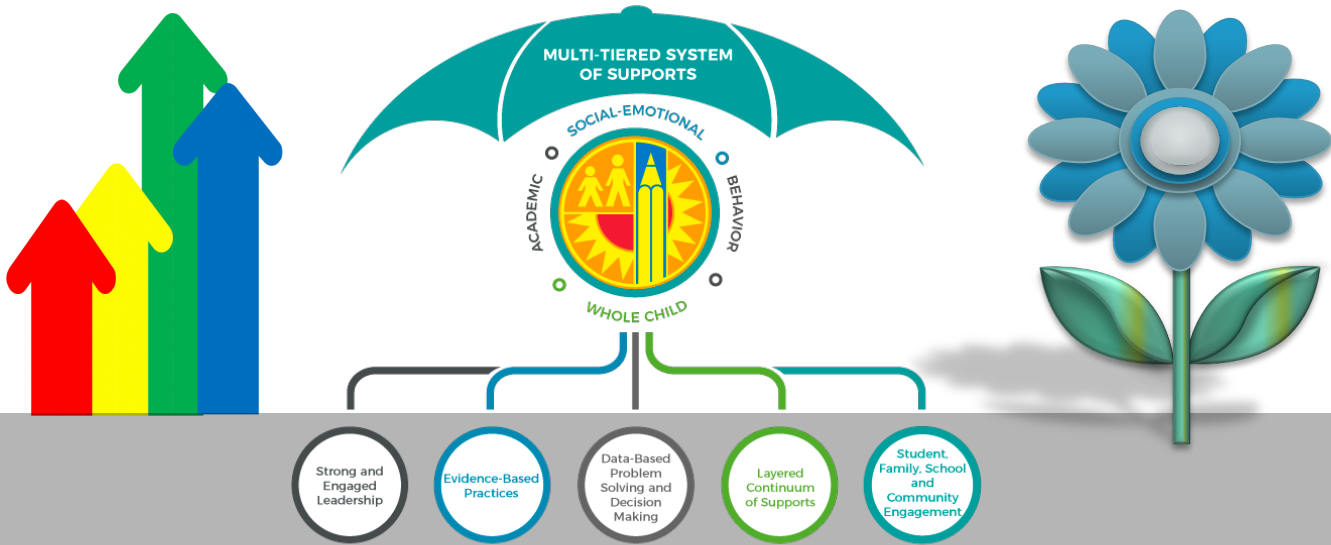 MULTI-TIERED SYSTEM
OF SUPPORTS
SOCIAL-EMOTIONAL
ACADEMIC
BEHAVIOR
WHOLE CHILD
Strong and
Engaged
Leadership
Evidence-Based
Practices
Data-Based
Problem
Solving and
Decision
Making
Layered
Continuum
of Supports
Student,
Family, School
and
Community
Engagement